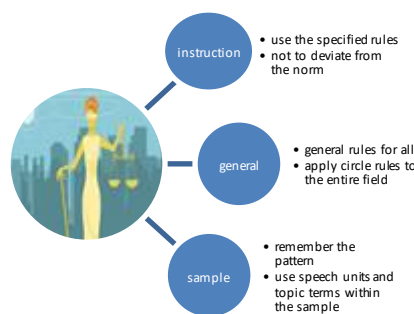 instruction
• use the specified rules
• not to deviate from
the norm
general
• general rules for all
• apply circle rules to
the entire field
sample
• remember the
pattern
• use speech units and
topic terms within
the sample